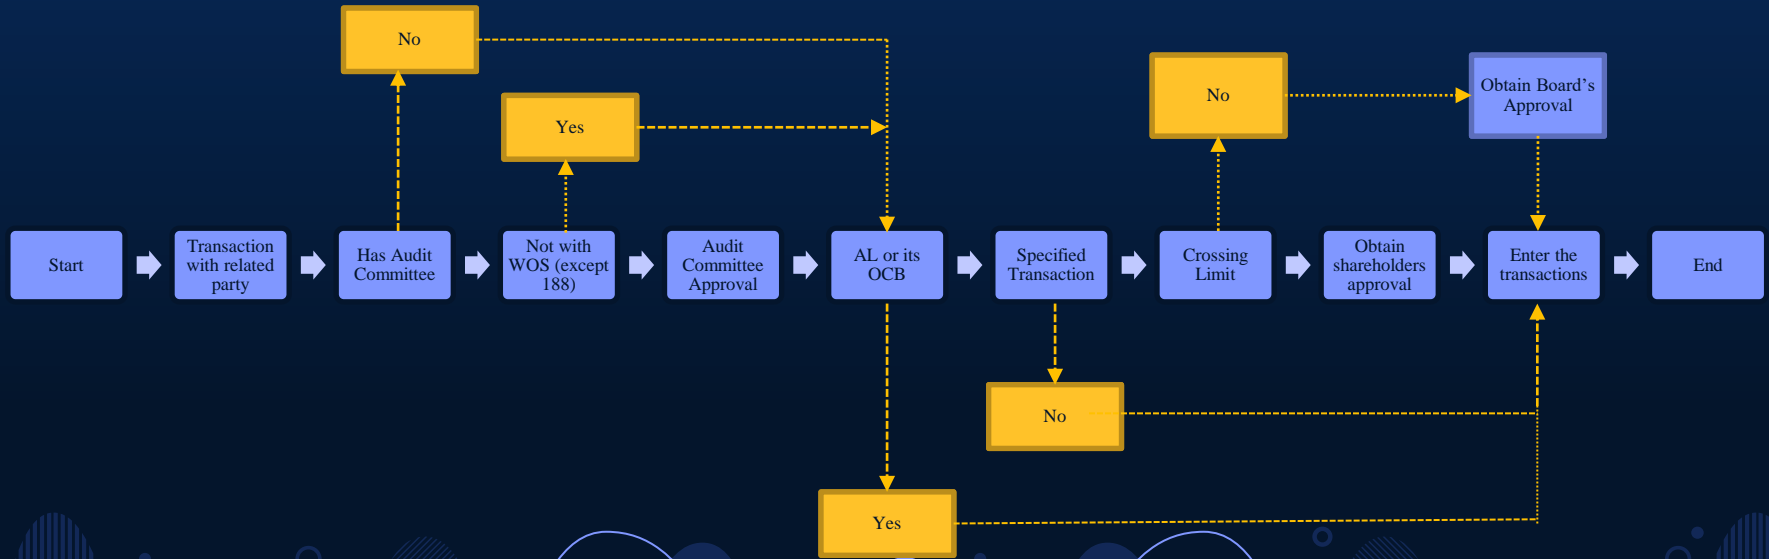 No
Yes
No
Obtain Board's
Approval
Start
Transaction
with related
party
Has Audit
Committee
Not with
WOS (except
188)
Audit
Committee
Approval
AL or its
OCB
Specified
Transaction
Crossing
Limit
Obtain
shareholders
approval
Enter the
transactions
End
No
Yes